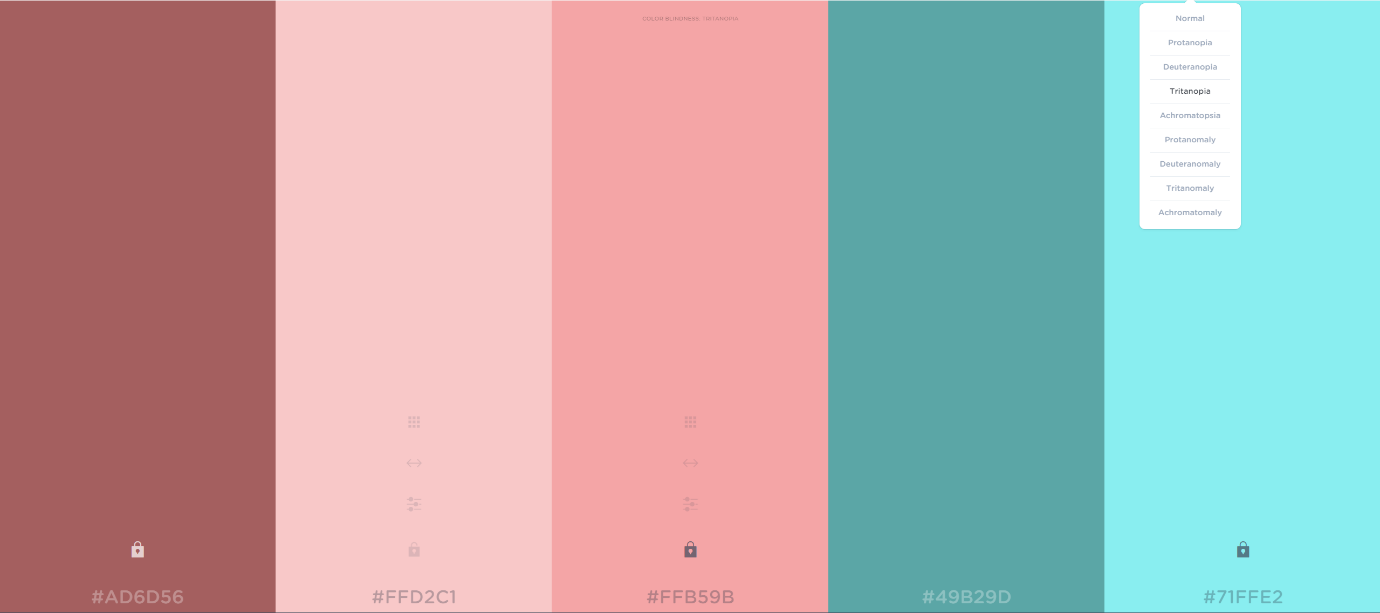 COLOR BLINDNESS: TRITANOPIA
Normal
Protanopia
Deuteranopia
Tritanopia
Achromatopsia
Protanomaly
Deuteranomaly
Tritanomaly
Achromatomaly
#AD6D56
#FFD2C1
#FFB59B
#49B29D
#71FFE2